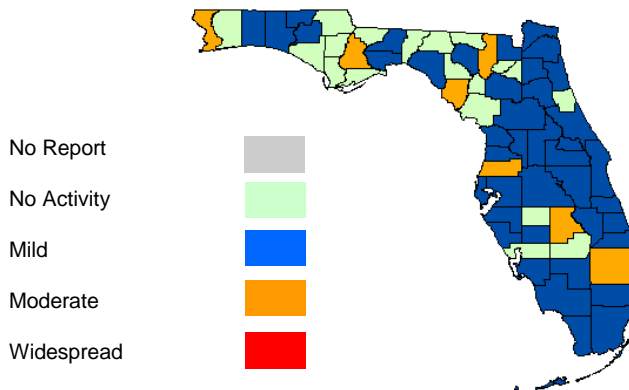 No Report
No Activity
Mild
Moderate
Widespread